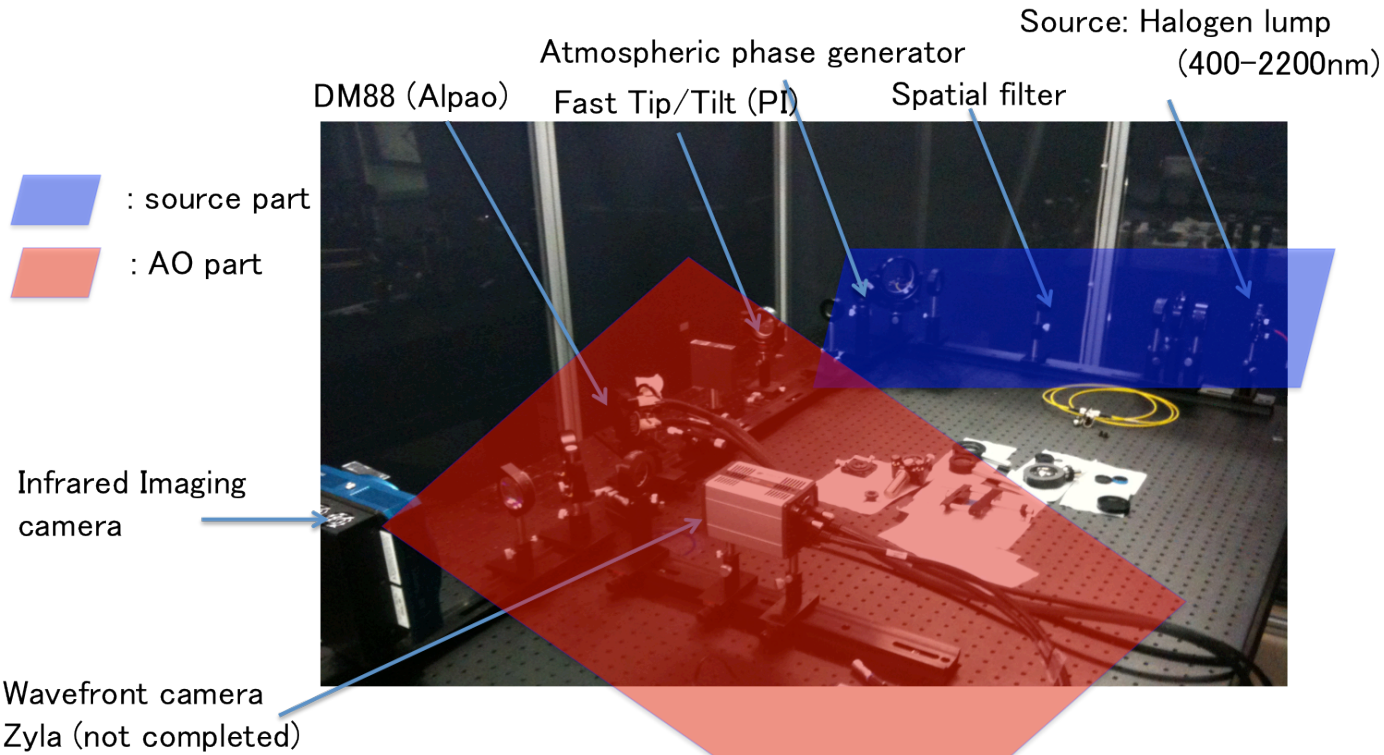 Source: Halogen lump
(400-2200nm)
Atmospheric phase generator
DM88 (Alpao)
Fast Tip/Tilt (PI)
Spatial filter
: source part
: AO part
Infrared Imaging
camera
Wavefront camera
Zyla (not completed)